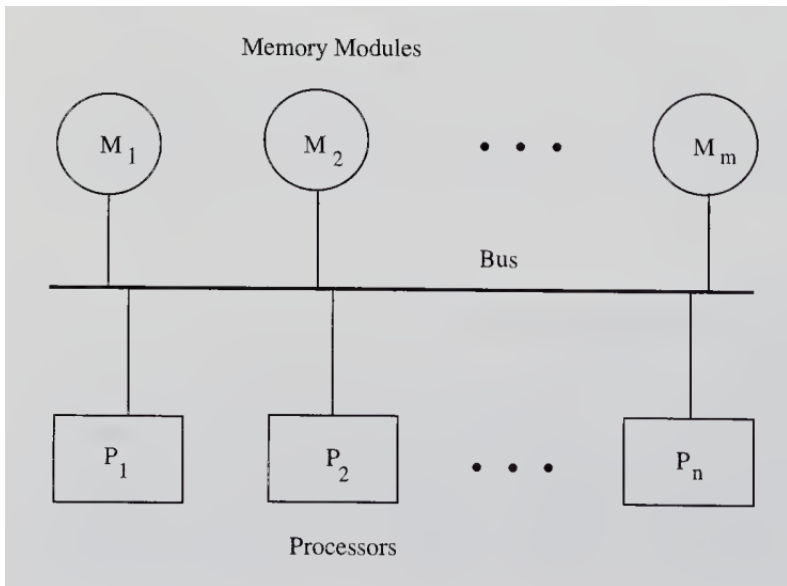 Memory Modules
M1 M2 • • • Mm
Bus
P1 P2 • • • Pn
Processors